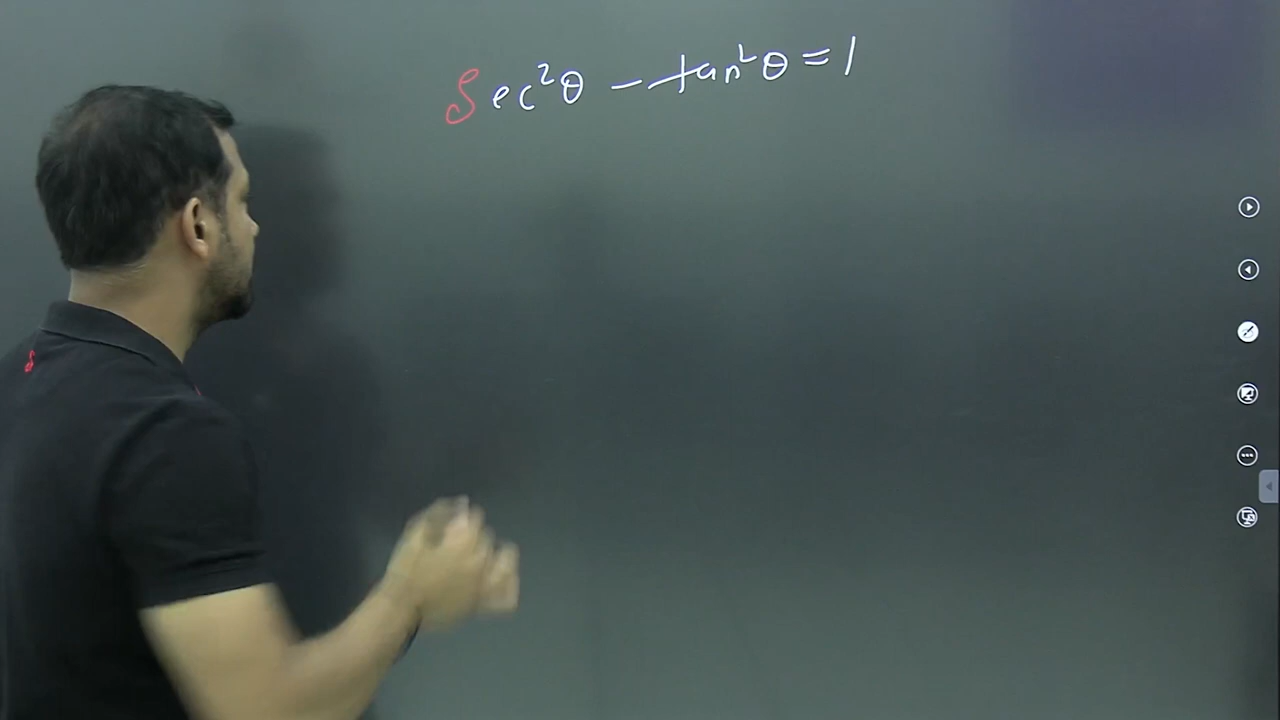 Sec²θ - tan²θ = 1